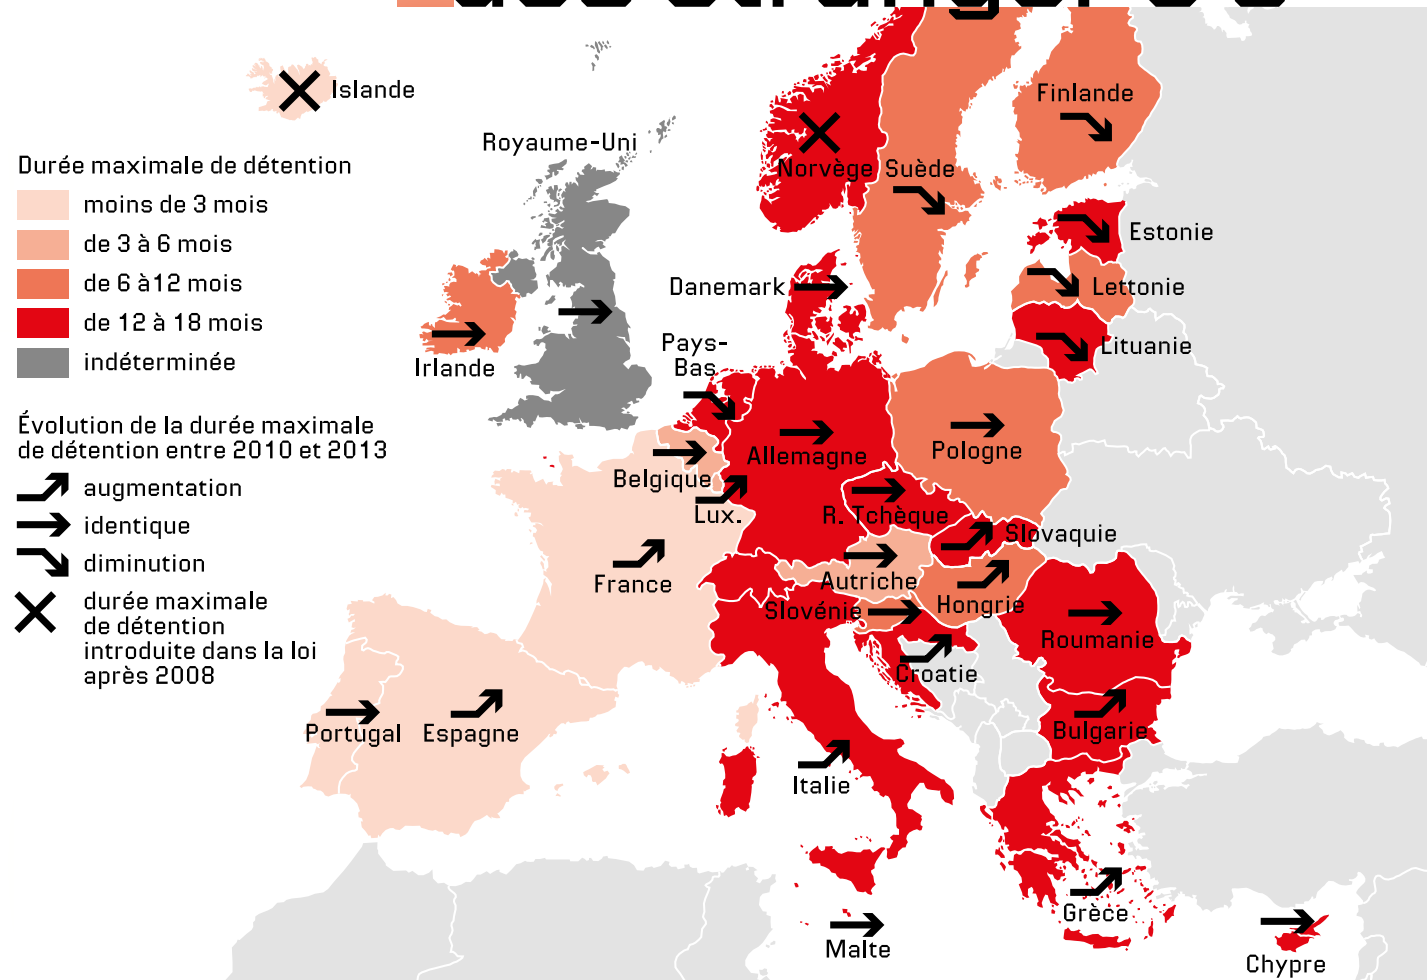 Islande
Royaume-Uni
Finlande
Norvège
Suède
Durée maximale de détention
moins de 3 mois
de 3 à 6 mois
de 6 à12 mois
de 12 à 18 mois
indéterminée
Estonie
Lettonie
Danemark
Lituanie
Pays-
Bas
Irlande
Évolution de la durée maximale
de détention entre 2010 et 2013
augmentation
identique
diminution
durée maximale
de détention
introduite dans la loi
après 2008
Allemagne
Pologne
Belgique
Lux.
R. Tchèque
Slovaquie
France
Autriche
Hongrie
Slovénie
Roumanie
Croatie
Portugal
Espagne
Bulgarie
Italie
Grèce
Malte
Chypre